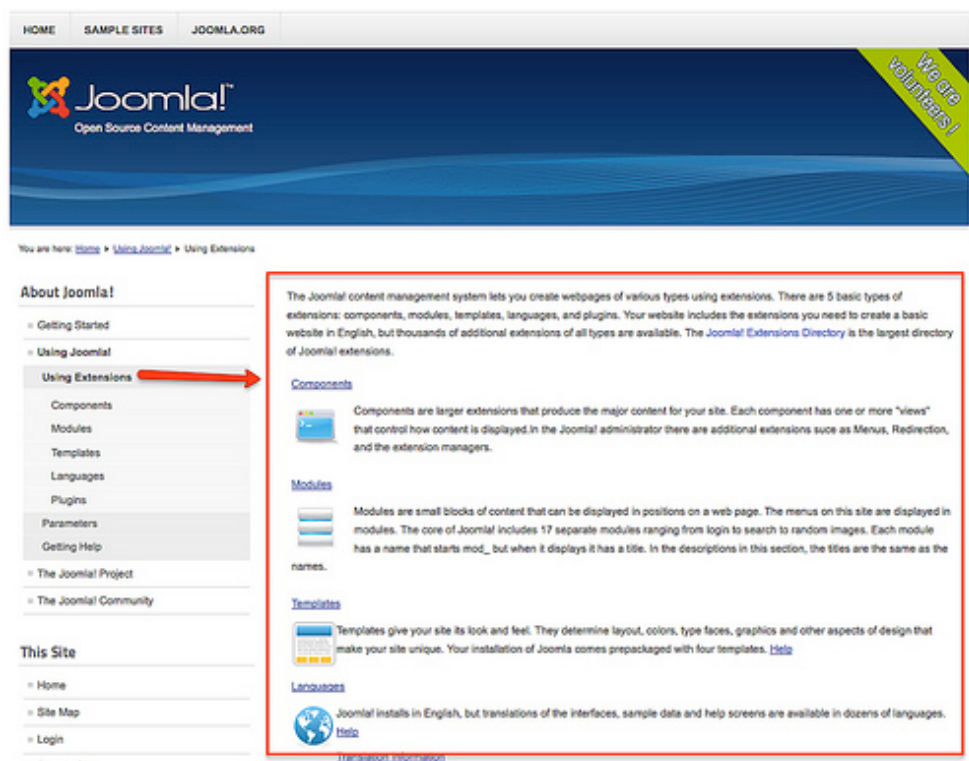 HOME SAMPLE SITES JOOMLA.ORG
We are
volunteers!
Joomla!™
Open Source Content Management
You are here: Home ▸ Using Joomla! ▸ Using Extensions
About Joomla!
Getting Started
Using Joomla!
Using Extensions
Components
Modules
Templates
Languages
Plugins
Parameters
Getting Help
The Joomla! Project
The Joomla! Community
This Site
Home
Site Map
Login
The Joomla! content management system lets you create webpages of various types using extensions. There are 5 basic types of
extensions: components, modules, templates, languages, and plugins. Your website includes the extensions you need to create a basic
website in English, but thousands of additional extensions of all types are available. The Joomla! Extensions Directory is the largest directory
of Joomla! extensions.
Components
Components are larger extensions that produce the major content for your site. Each component has one or more "views"
that control how content is displayed.In the Joomla! administrator there are additional extensions suce as Menus, Redirection,
and the extension managers.
Modules
Modules are small blocks of content that can be displayed in positions on a web page. The menus on this site are displayed in
modules. The core of Joomla! includes 17 separate modules ranging from login to search to random images. Each module
has a name that starts mod_ but when it displays it has a title. In the descriptions in this section, the titles are the same as the
names.
Templates
Templates give your site its look and feel. They determine layout, colors, type faces, graphics and other aspects of design that
make your site unique. Your installation of Joomla comes prepackaged with four templates. Help
Languages
Joomla! installs in English, but translations of the interfaces, sample data and help screens are available in dozens of languages.
Help
Translation Information